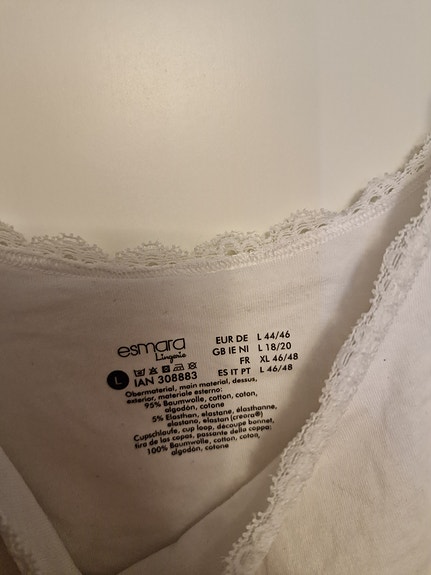 esmara
Lingerie
L
IAN 308883
EUR DE L 44/46
GB IE NI L 18/20
FR XL 46/48
ES IT PT L 46/48
Obermaterial, main material, dessus,
exterior, materiale esterno:
95% Baumwolle, cotton, coton,
algodón, cotone
5% Elasthan, elastane, élasthanne,
elastano, elastan (creora®)
Cupschlaufe, cup loop, découpe bonnet,
tira de las copas, passante della coppa:
100% Baumwolle, cotton, coton,
algodón, cotone